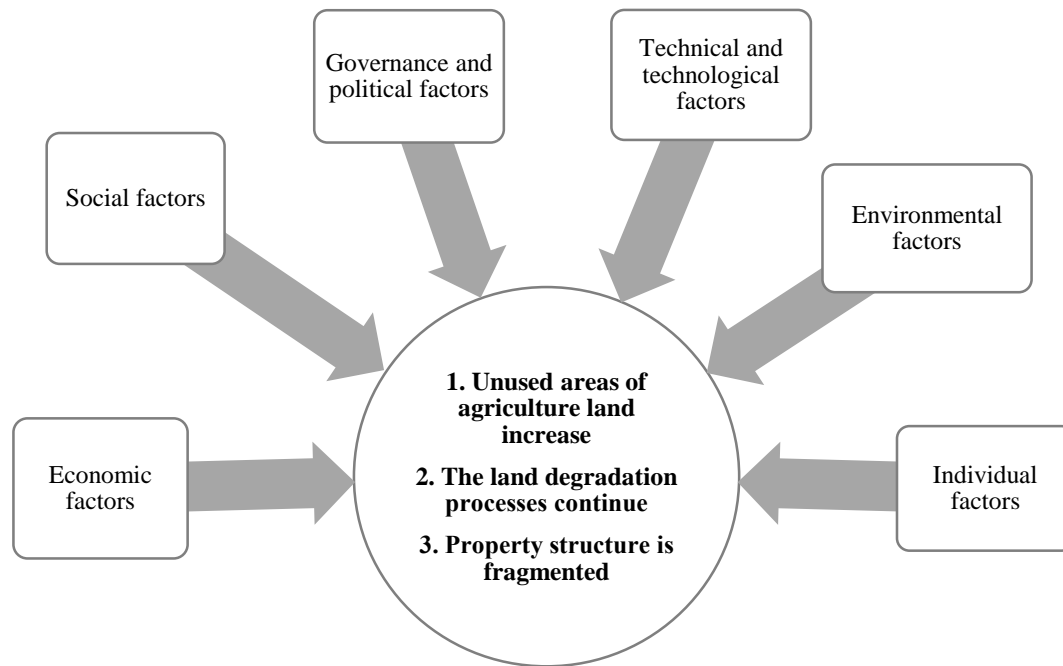 Governance and
political factors
Technical and
technological
factors
Social factors
Environmental
factors
1. Unused areas of
agriculture land
increase
2. The land degradation
processes continue
3. Property structure is
fragmented
Economic
factors
Individual
factors